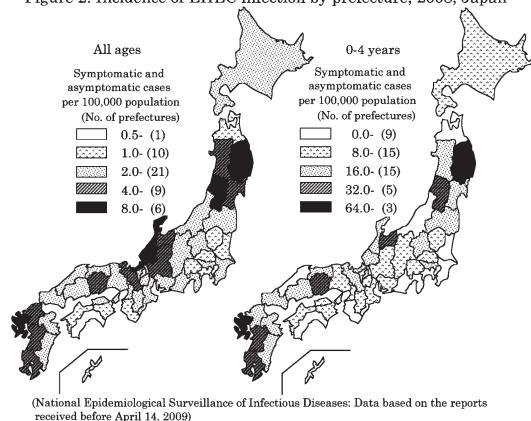 Figure 2. Incidence of EHEC infection by prefecture, 2008, Japan
All ages
Symptomatic and
asymptomatic cases
per 100,000 population
(No. of prefectures)
0.5- (1)
1.0- (10)
2.0- (21)
4.0- (9)
8.0- (6)
0-4 years
Symptomatic and
asymptomatic cases
per 100,000 population
(No. of prefectures)
0.0- (9)
8.0- (15)
16.0- (15)
32.0- (5)
64.0- (3)
(National Epidemiological Surveillance of Infectious Diseases: Data based on the reports
received before April 14, 2009)